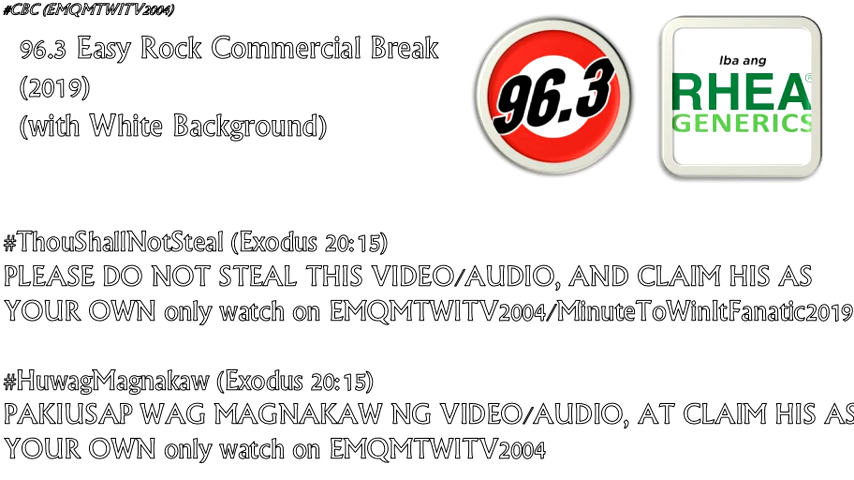 #CBC (EMQMTWITV2004)
96.3 Easy Rock Commercial Break
(2019)
(with White Background)
96.3
Iba ang
RHEA®
GENERICS
#ThouShallNotSteal (Exodus 20:15)
PLEASE DO NOT STEAL THIS VIDEO/AUDIO, AND CLAIM HIS AS
YOUR OWN only watch on EMQMTWITV2004/MinuteToWinItFanatic2019
#HuwagMagnakaw (Exodus 20:15)
PAKIUSAP WAG MAGNAKAW NG VIDEO/AUDIO, AT CLAIM HIS AS
YOUR OWN only watch on EMQMTWITV2004